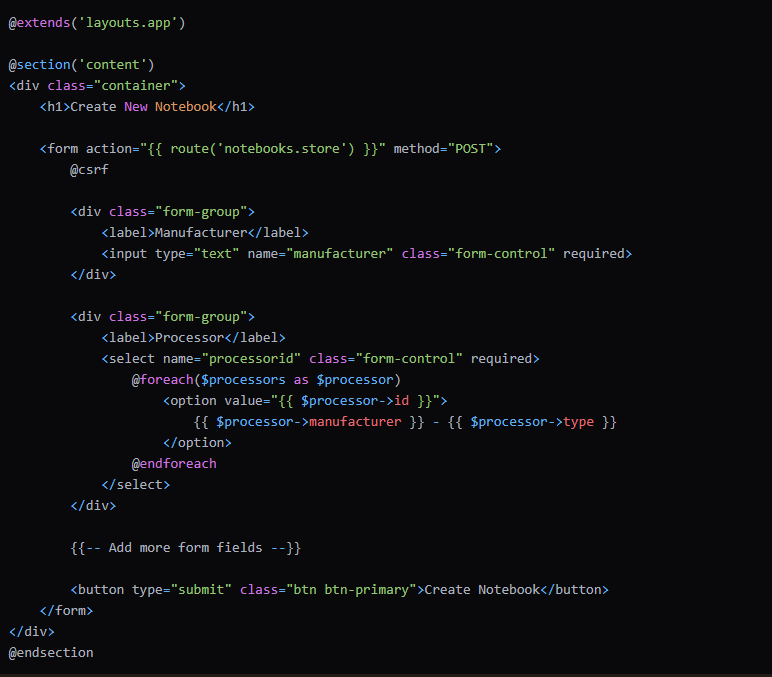 @extends('layouts.app')

@section('content')
<div class="container">
    <h1>Create New Notebook</h1>

    <form action="{{ route('notebooks.store') }}" method="POST">
        @csrf

        <div class="form-group">
            <label>Manufacturer</label>
            <input type="text" name="manufacturer" class="form-control" required>
        </div>

        <div class="form-group">
            <label>Processor</label>
            <select name="processorid" class="form-control" required>
                @foreach($processors as $processor)
                    <option value="{{ $processor->id }}">
                        {{ $processor->manufacturer }} - {{ $processor->type }}
                    </option>
                @endforeach
            </select>
        </div>

        {{-- Add more form fields --}}

        <button type="submit" class="btn btn-primary">Create Notebook</button>
    </form>
</div>
@endsection